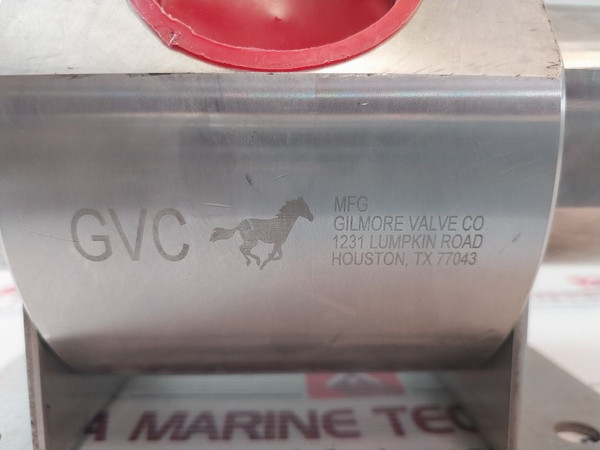 GVC
MFG
GILMORE VALVE CO
1231 LUMPKIN ROAD
HOUSTON, TX 77043
A MARINE TEC